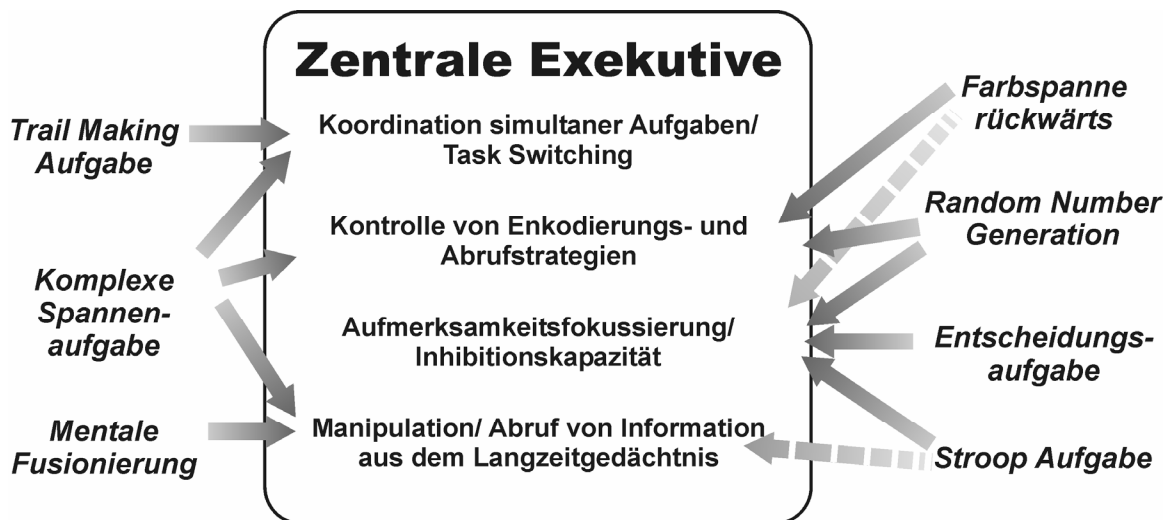 Zentrale Exekutive
Trail Making
Aufgabe
Komplexe
Spannen-
aufgabe
Mentale
Fusionierung
Koordination simultaner Aufgaben/
Task Switching
Kontrolle von Enkodierungs- und
Abrufstrategien
Aufmerksamkeitsfokussierung/
Inhibitionskapazität
Manipulation/ Abruf von Information
aus dem Langzeitgedächtnis
Farbspanne
rückwärts
Random Number
Generation
Entscheidungs-
aufgabe
Stroop Aufgabe